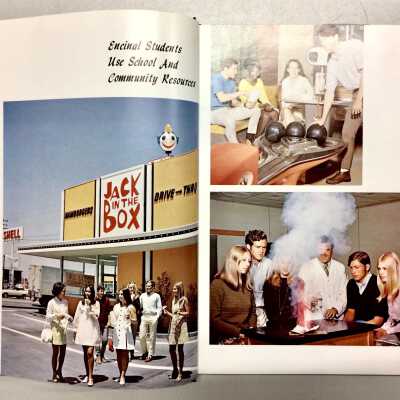 Encinal Students
Use School And
Community Resources
HAMBURGERS
JACK
IN THE
BOX
DRIVE THRU
SHELL